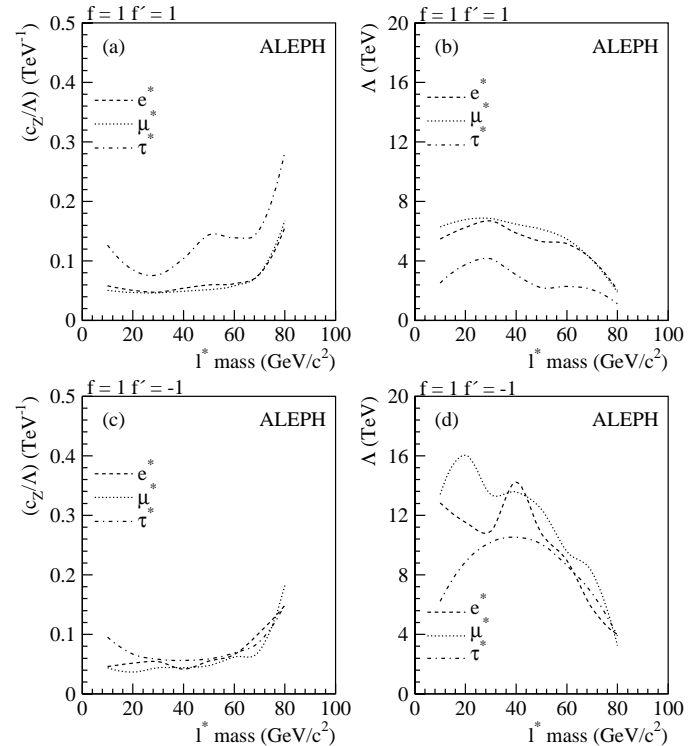 f = 1 f´ = 1
(a)
ALEPH
(c_Z/Λ) (TeV⁻¹)
0.5
0.4
0.3
0.2
0.1
0
e*
μ*
τ*
0 20 40 60 80 100
l* mass (GeV/c²)
f = 1 f´ = 1
(b)
ALEPH
Λ (TeV)
20
16
12
8
4
0
e*
μ*
τ*
0 20 40 60 80 100
l* mass (GeV/c²)
f = 1 f´ = -1
(c)
ALEPH
(c_Z/Λ) (TeV⁻¹)
0.5
0.4
0.3
0.2
0.1
0
e*
μ*
τ*
0 20 40 60 80 100
l* mass (GeV/c²)
f = 1 f´ = -1
(d)
ALEPH
Λ (TeV)
20
16
12
8
4
0
e*
μ*
τ*
0 20 40 60 80 100
l* mass (GeV/c²)